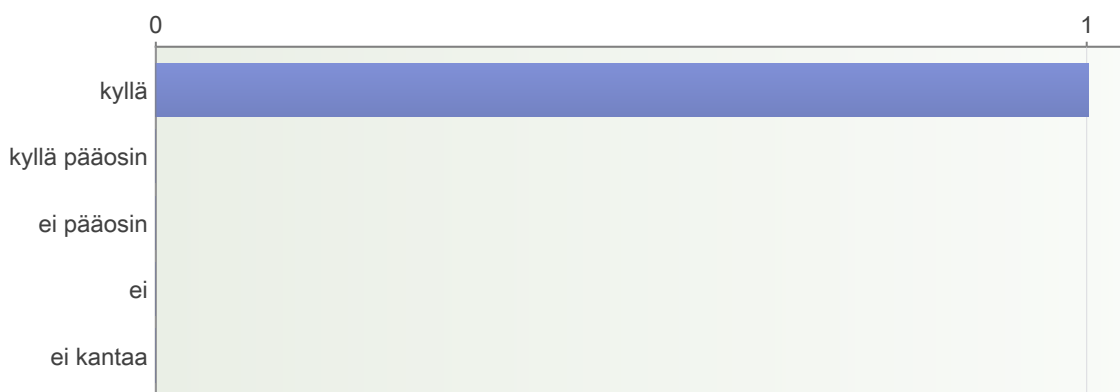 0 1
kyllä
kyllä pääosin
ei pääosin
ei
ei kantaa